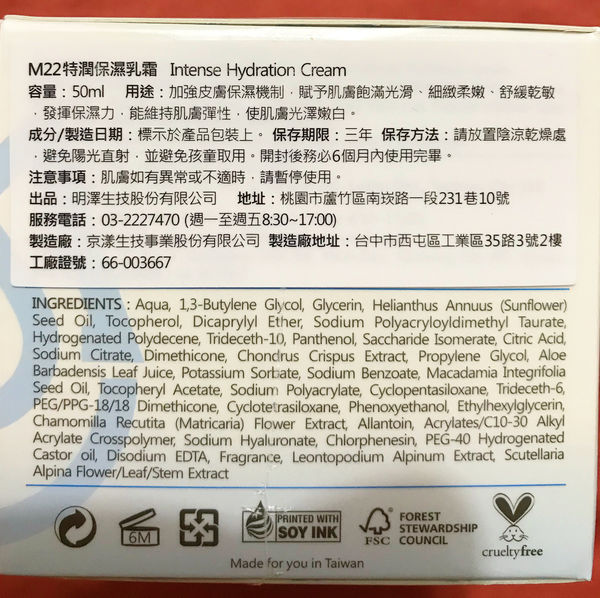 M22特潤保濕乳霜 Intense Hydration Cream
容量：50ml 用途：加強皮膚保濕機制，賦予肌膚飽滿光滑、細緻柔嫩、舒緩乾敏
，發揮保濕力，能維持肌膚彈性，使肌膚光澤嫩白。
成分/製造日期：標示於產品包裝上。保存期限：三年 保存方法：請放置陰涼乾燥處
，避免陽光直射，並避免孩童取用。開封後務必6個月內使用完畢。
注意事項：肌膚如有異常或不適時，請暫停使用。
出品：明澤生技股份有限公司 地址：桃園市蘆竹區南崁路一段231巷10號
服務電話：03-2227470 (週一至週五8:30~17:00)
製造廠：京漾生技事業股份有限公司 製造廠地址：台中市西屯區工業區35路3號2樓
工廠證號：66-003667
INGREDIENTS : Aqua, 1,3-Butylene Glycol, Glycerin, Helianthus Annuus (Sunflower)
Seed Oil, Tocopherol, Dicaprylyl Ether, Sodium Polyacryloyldimethyl Taurate,
Hydrogenated Polydecene, Trideceth-10, Panthenol, Saccharide Isomerate, Citric Acid,
Sodium Citrate, Dimethicone, Chondrus Crispus Extract, Propylene Glycol, Aloe
Barbadensis Leaf Juice, Potassium Sorbate, Sodium Benzoate, Macadamia Integrifolia
Seed Oil, Tocopheryl Acetate, Sodium Polyacrylate, Cyclopentasiloxane, Trideceth-6,
PEG/PPG-18/18 Dimethicone, Cyclotetrasiloxane, Phenoxyethanol, Ethylhexylglycerin,
Chamomilla Recutita (Matricaria) Flower Extract, Allantoin, Acrylates/C10-30 Alkyl
Acrylate Crosspolymer, Sodium Hyaluronate, Chlorphenesin, PEG-40 Hydrogenated
Castor oil, Disodium EDTA, Fragrance, Leontopodium Alpinum Extract, Scutellaria
Alpina Flower/Leaf/Stem Extract
6M
PRINTED WITH
SOY INK
FSC
FOREST
STEWARDSHIP
COUNCIL
crueltyfree
Made for you in Taiwan